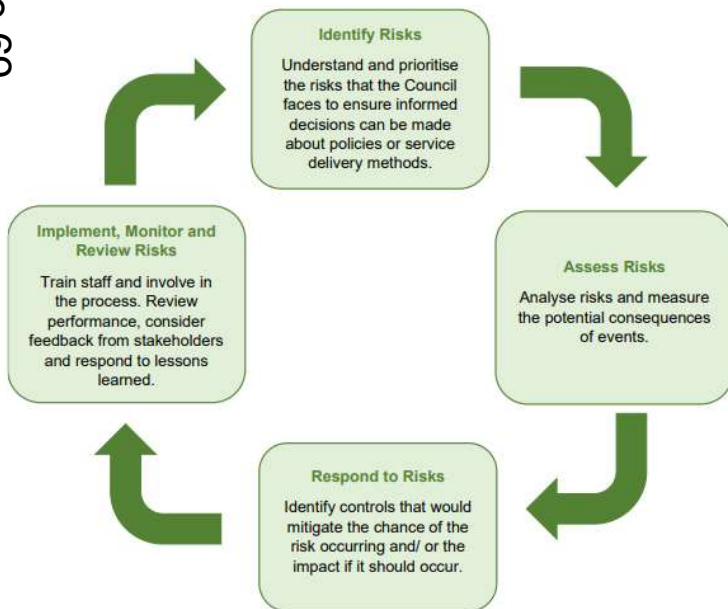 Identify Risks
Understand and prioritise
the risks that the Council
faces to ensure informed
decisions can be made
about policies or service
delivery methods.
Assess Risks
Analyse risks and measure
the potential consequences
of events.
Respond to Risks
Identify controls that would
mitigate the chance of the
risk occurring and/ or the
impact if it should occur.
Implement, Monitor and
Review Risks
Train staff and involve in
the process. Review
performance, consider
feedback from stakeholders
and respond to lessons
learned.